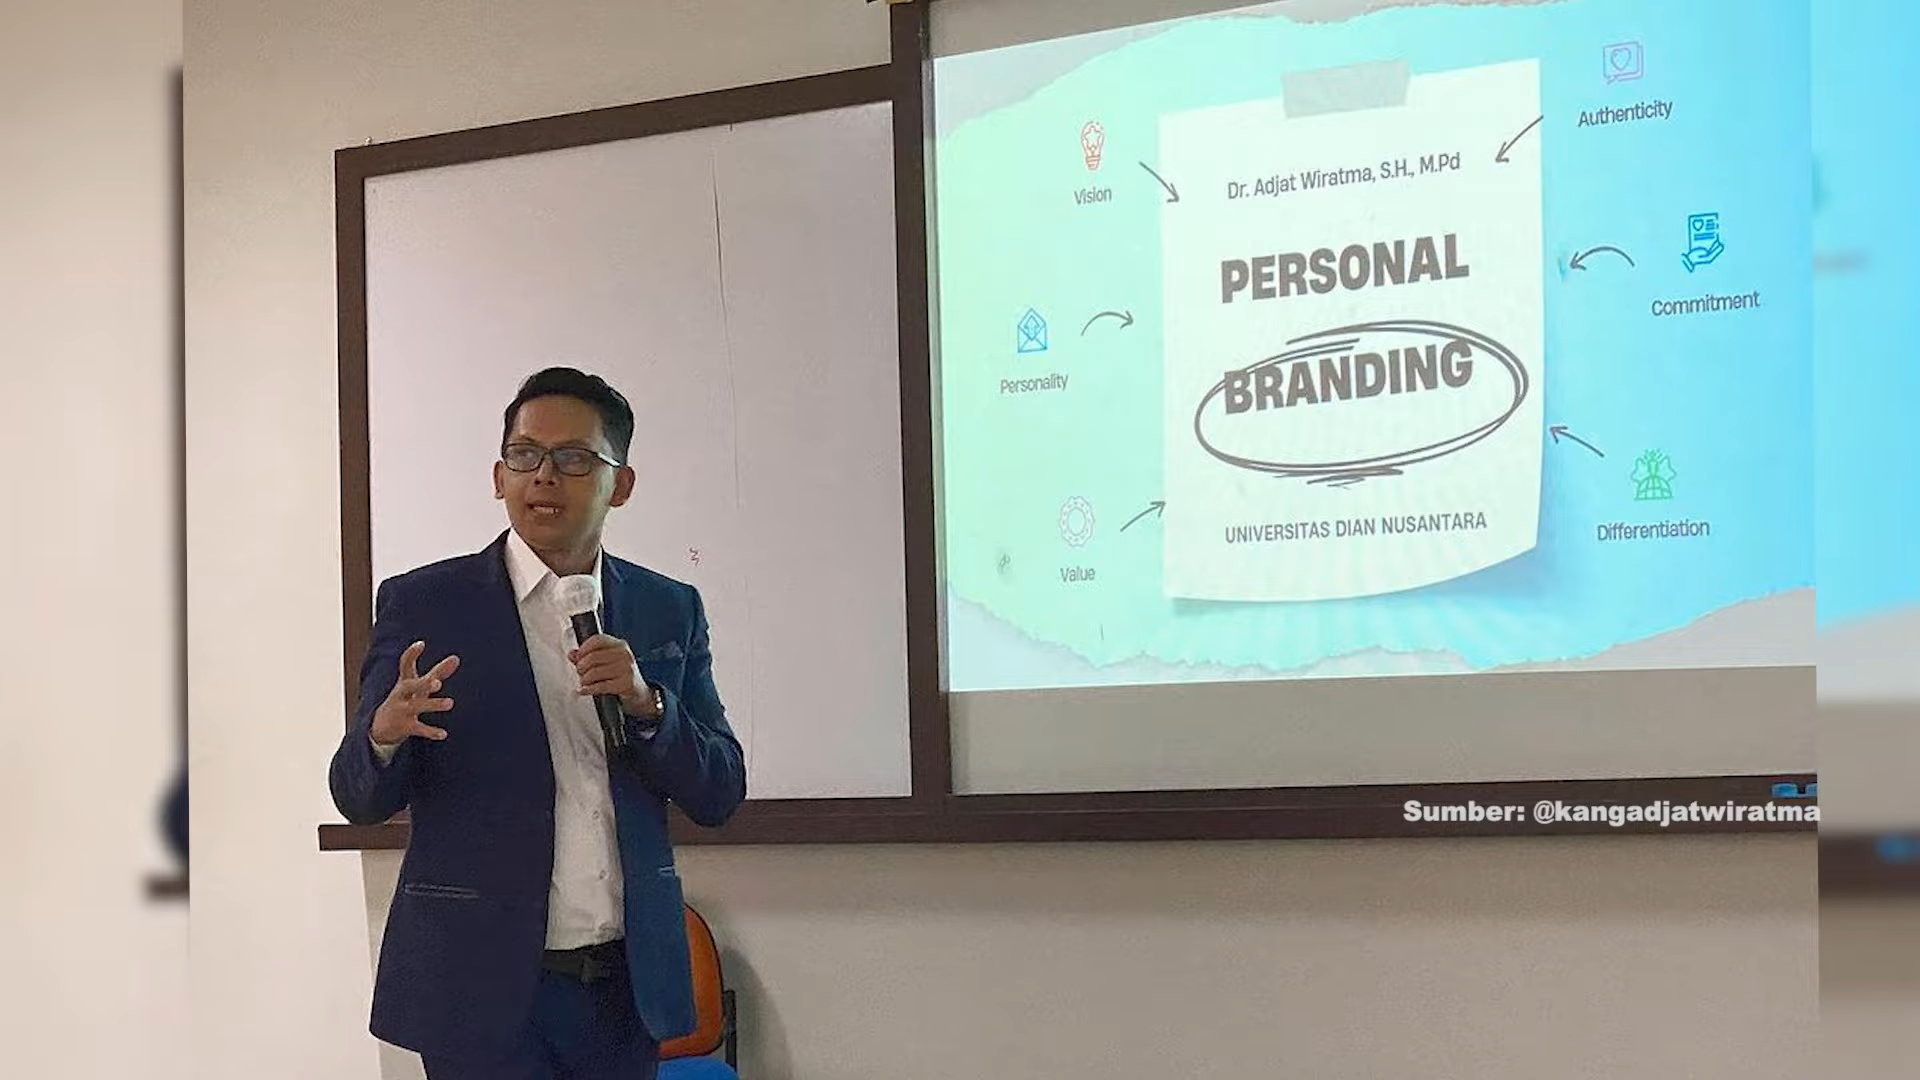 Authenticity
Vision
Dr. Adjat Wiratma, S.H., M.Pd
PERSONAL
BRANDING
UNIVERSITAS DIAN NUSANTARA
Commitment
Personality
Differentiation
Value
Sumber: @kangadjatwiratma